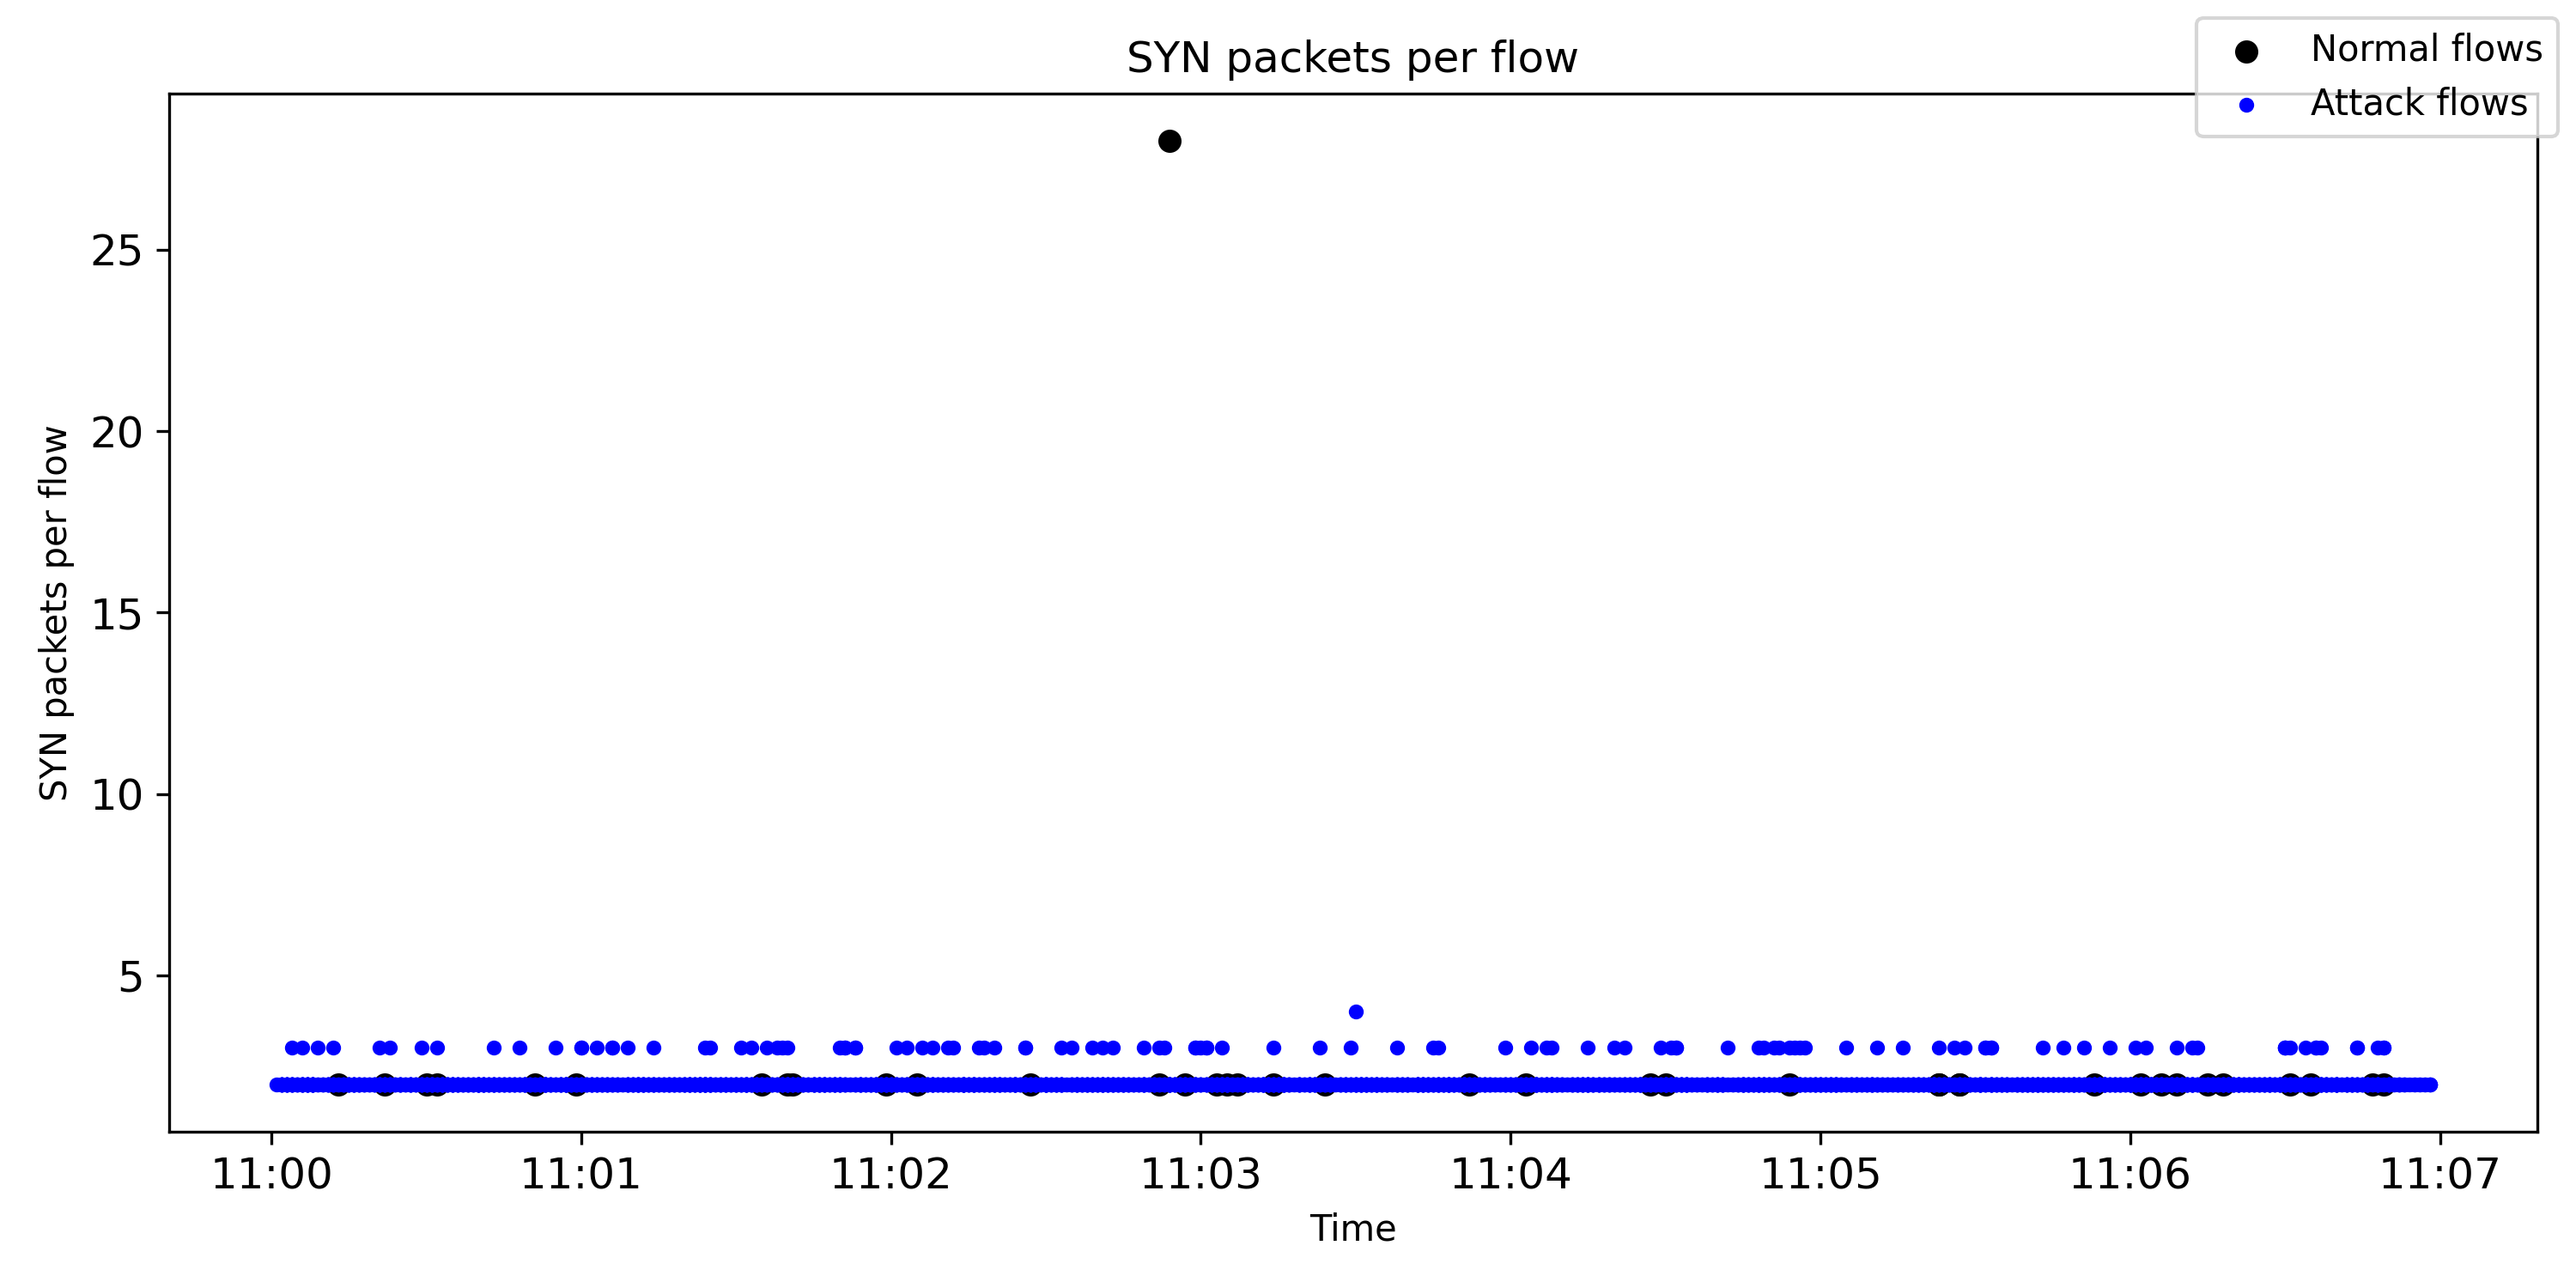 SYN packets per flow
Normal flows
Attack flows
SYN packets per flow
25
20
15
10
5
11:00 11:01 11:02 11:03 11:04 11:05 11:06 11:07
Time